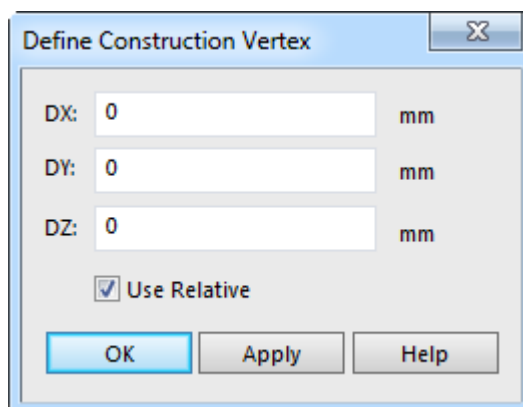 Define Construction Vertex
DX: 0 mm
DY: 0 mm
DZ: 0 mm
Use Relative
OK Apply Help